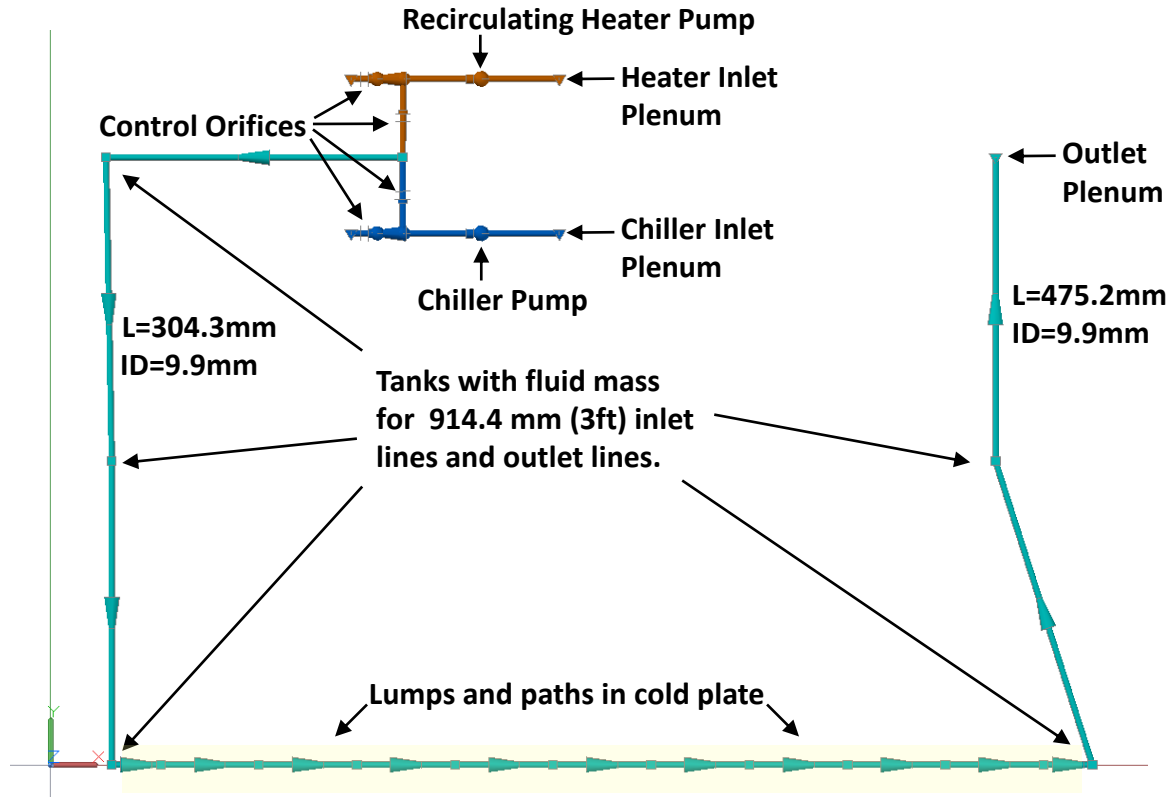 Recirculating Heater Pump
Heater Inlet
Plenum
Control Orifices
Outlet
Plenum
Chiller Inlet
Plenum
Chiller Pump
L=304.3mm
ID=9.9mm
L=475.2mm
ID=9.9mm
Tanks with fluid mass
for  914.4 mm (3ft) inlet
lines and outlet lines.
Lumps and paths in cold plate
Y
Z
X